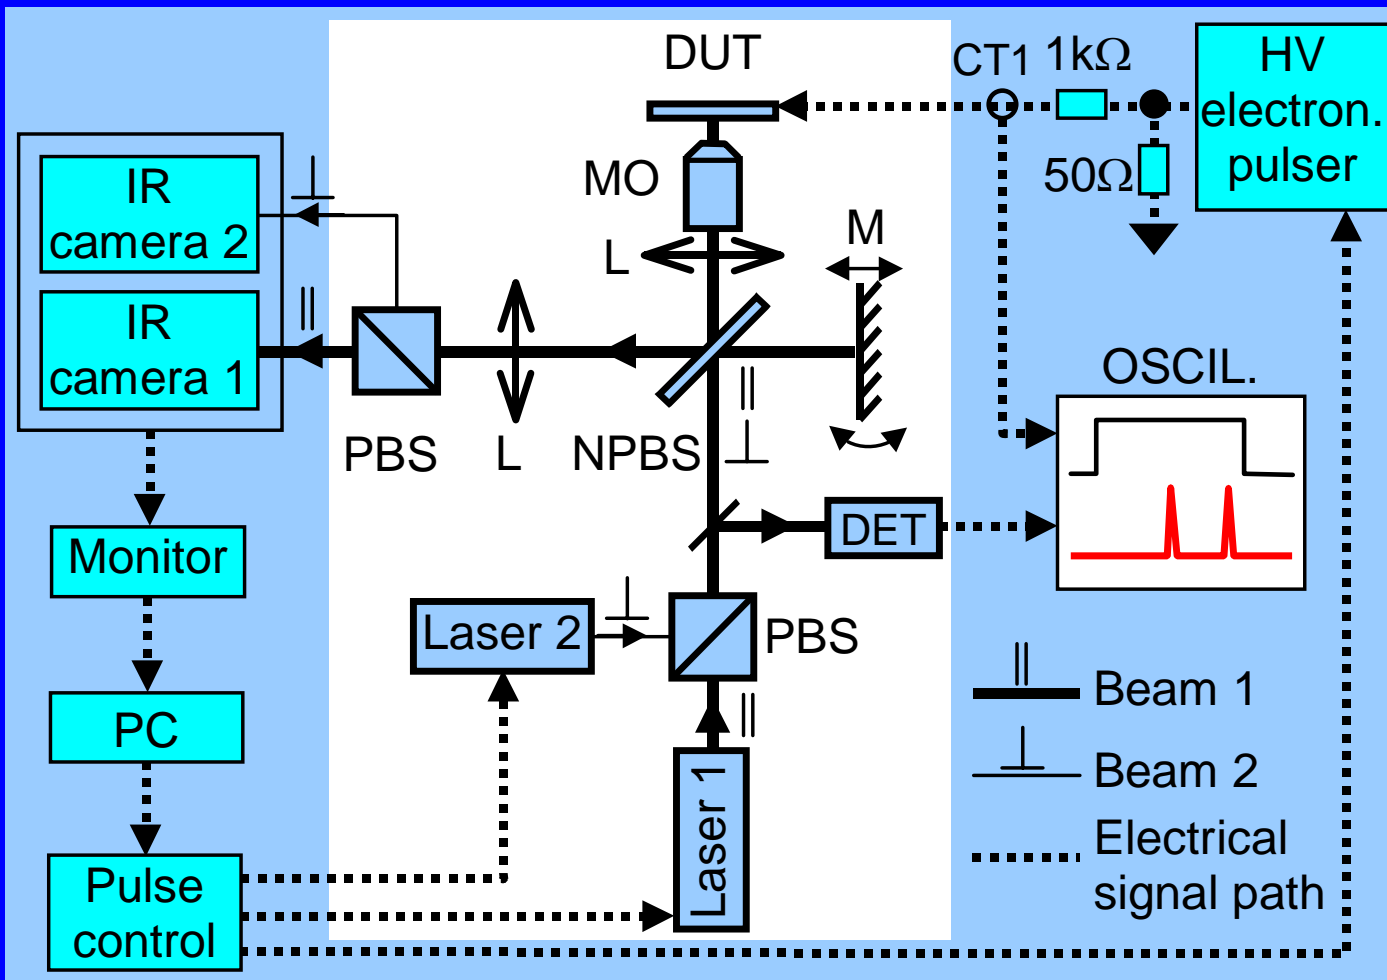 DUT
CT1
1kΩ
HV
electron.
pulser
50Ω
MO
IR
camera 2
L
M
IR
camera 1
||
⊥
PBS
L
NPBS
||
⊥
OSCIL.
DET
Monitor
Laser 2
⊥
PBS
||
Beam 1
PC
||
Laser 1
⊥
Beam 2
Electrical
signal path
Pulse
control